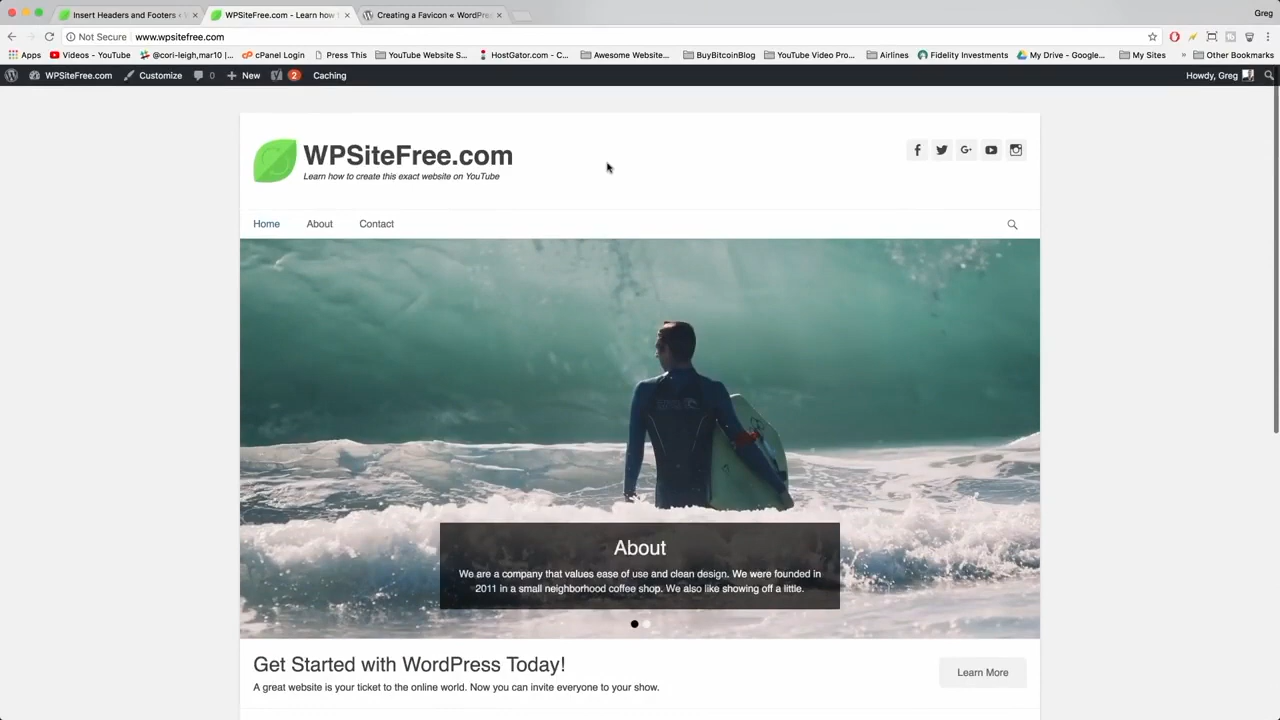 Insert Headers and Footers ‹ V
WPSiteFree.com - Learn how t
Creating a Favicon « WordPre
Greg
Not Secure
www.wpsitefree.com
Apps
Videos - YouTube
@cori-leigh,mar10 |...
cPanel Login
Press This
YouTube Website S...
HostGator.com - C...
Awesome Website...
BuyBitcoinBlog
YouTube Video Pro...
Airlines
Fidelity Investments
My Drive - Google...
My Sites
»
Other Bookmarks
WPSiteFree.com
Customize
0
New
2
Caching
Howdy, Greg
WPSiteFree.com
Learn how to create this exact website on YouTube
Home
About
Contact
About
We are a company that values ease of use and clean design. We were founded in
2011 in a small neighborhood coffee shop. We also like showing off a little.
Get Started with WordPress Today!
A great website is your ticket to the online world. Now you can invite everyone to your show.
Learn More